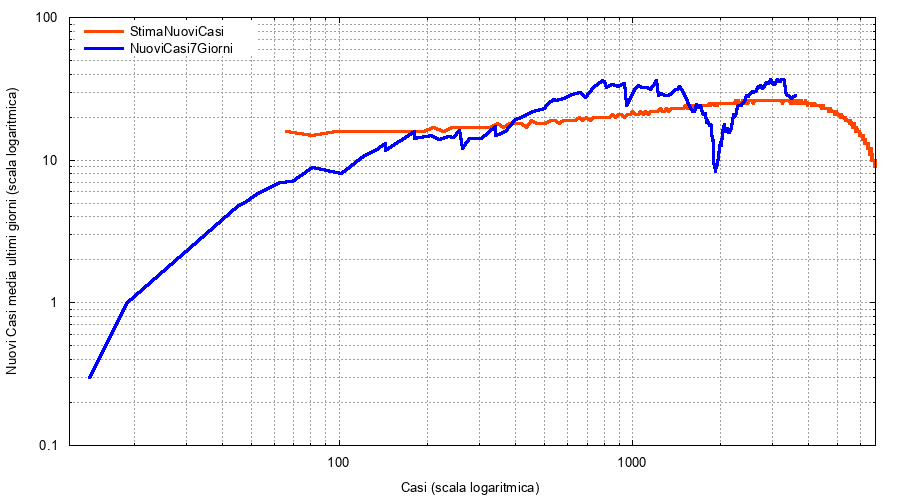 100
StimaNuoviCasi
NuoviCasi7Giorni
10
1
0.1
Nuovi Casi media ultimi giorni (scala logaritmica)
100
1000
Casi (scala logaritmica)